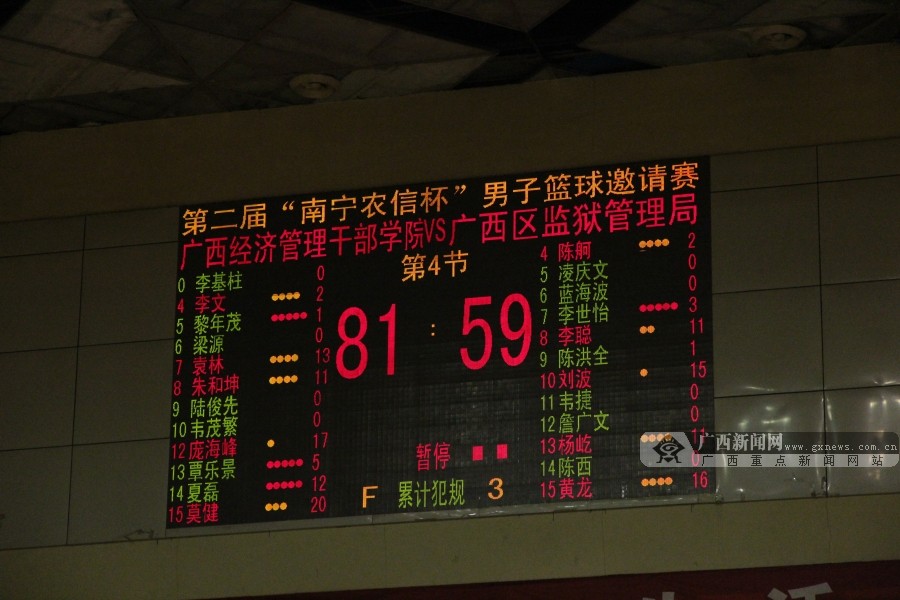 第二届“南宁农信杯”男子篮球邀请赛
广西经济管理干部学院VS广西区监狱管理局
第4节
81 : 59
0 李基柱 0
4 李文 2
5 黎年茂 1
6 梁源 0
7 袁林 13
8 朱和坤 11
9 陆俊先 0
10 韦茂繁 0
12 庞海峰 17
13 覃乐景 5
14 夏磊 12
15 莫健 20
4 陈舸 2
5 凌庆文 0
6 蓝海波 0
7 李世怡 3
8 李聪 11
9 陈洪全 1
10 刘波 15
11 韦捷 0
12 詹广文 0
13 杨屹 11
14 陈西 0
15 黄龙 16
暂停
F 累计犯规 3
广西新闻网 www.gxnews.com.cn
广西重点新闻网站